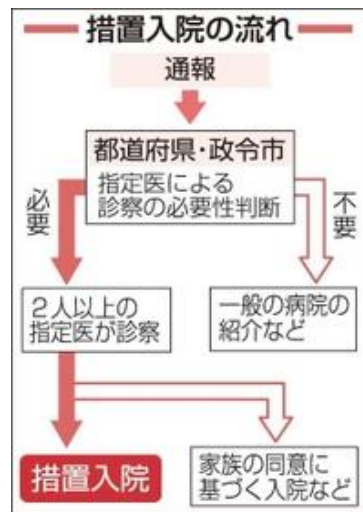 措置入院の流れ
通報
都道府県・政令市
指定医による
診察の必要性判断
必要
不要
2人以上の
指定医が診察
一般の病院の
紹介など
措置入院
家族の同意に
基づく入院など